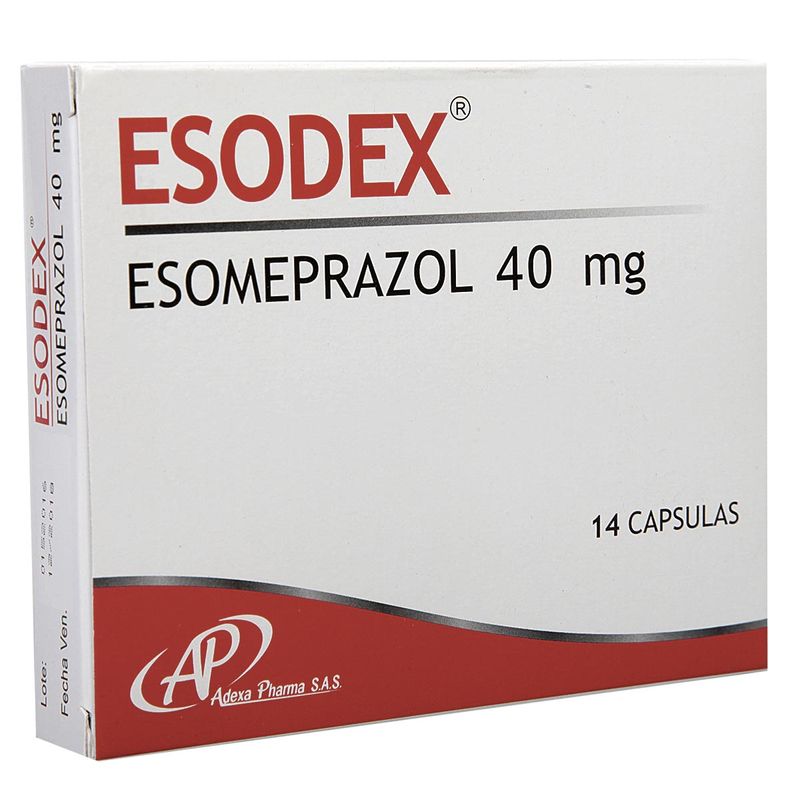 ESODEX®
ESOMEPRAZOL 40 mg
14 CAPSULAS
AP
Adexa Pharma S.A.S.
ESODEX®
ESOMEPRAZOL 40 mg
Lote:
Fecha Ven.